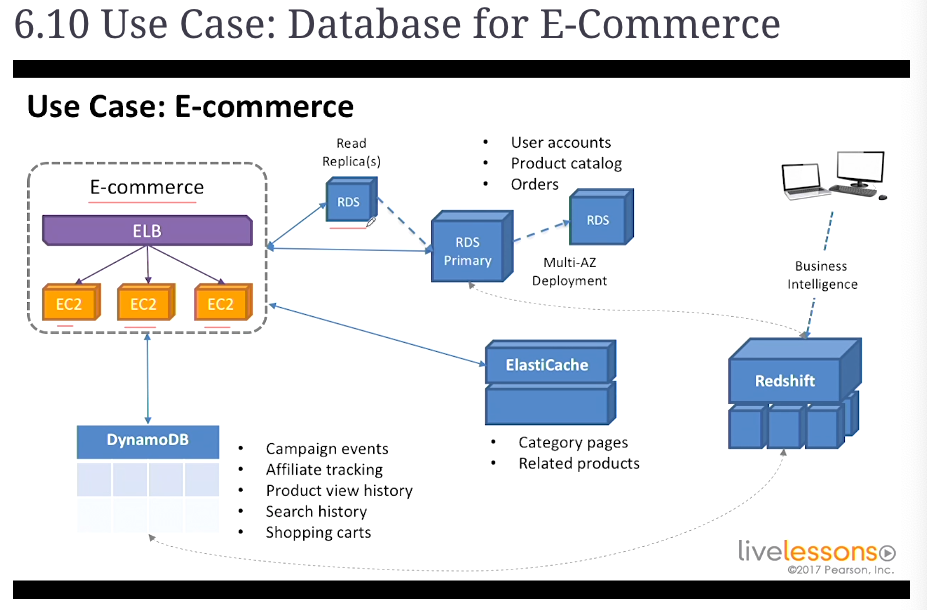 6.10 Use Case: Database for E-Commerce
Use Case: E-commerce
E-commerce
ELB
EC2
EC2
EC2
Read
Replica(s)
RDS
RDS
Primary
• User accounts
• Product catalog
• Orders
RDS
Multi-AZ
Deployment
Business
Intelligence
ElastiCache
• Category pages
• Related products
Redshift
DynamoDB
• Campaign events
• Affiliate tracking
• Product view history
• Search history
• Shopping carts
livelessons
©2017 Pearson, Inc.